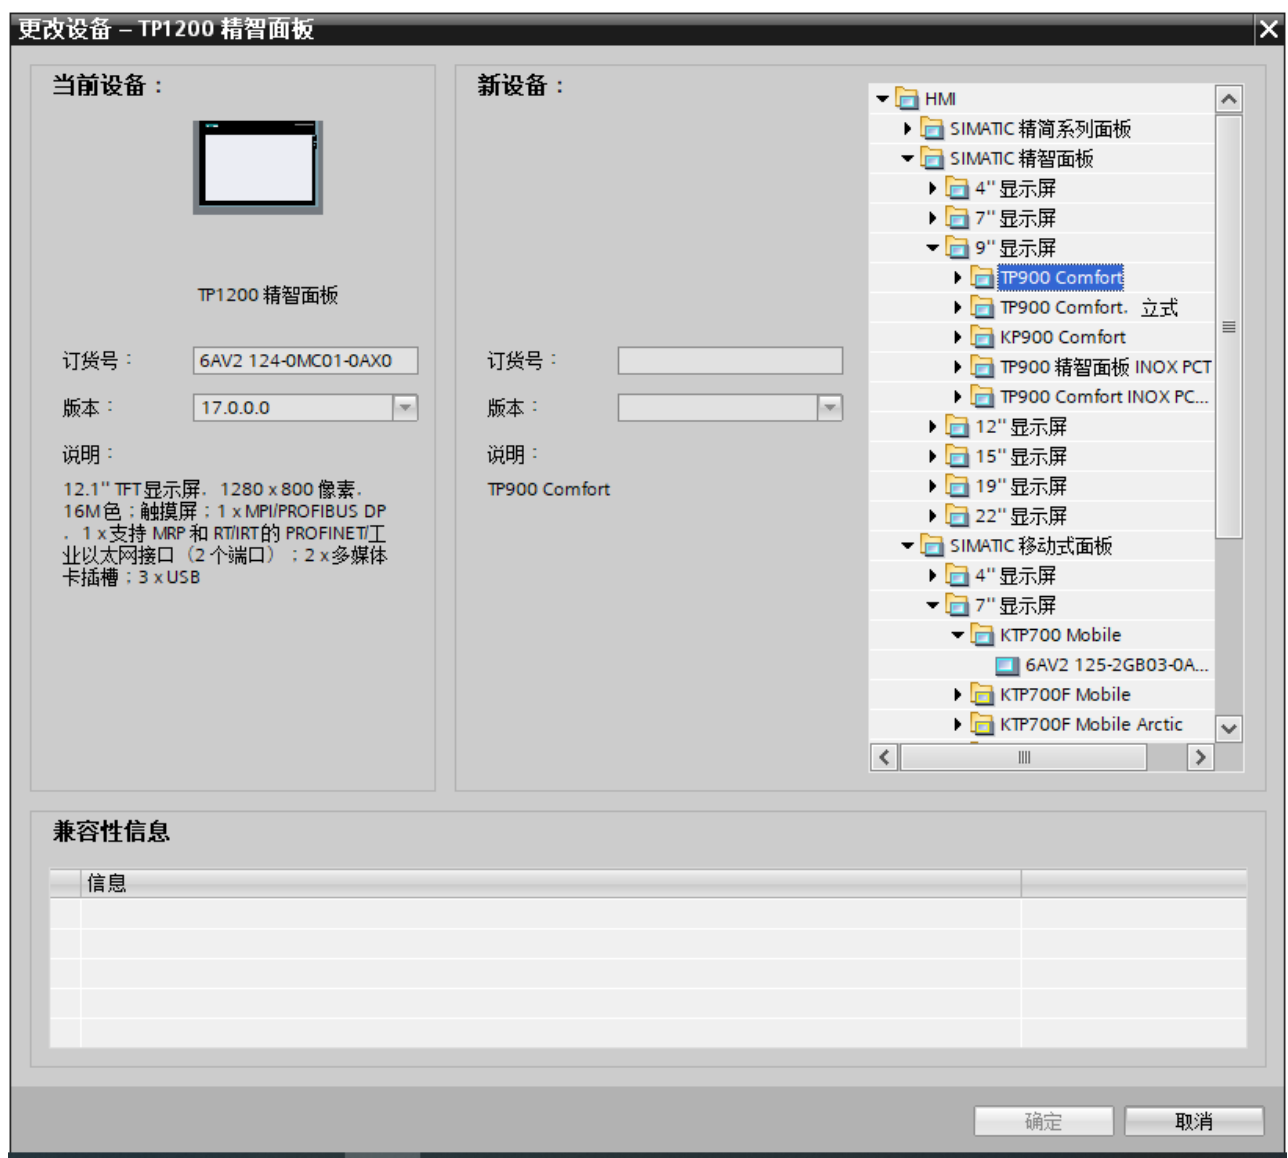 更改设备 – TP1200 精智面板
当前设备：
TP1200 精智面板
订货号：
6AV2 124-0MC01-0AX0
版本：
17.0.0.0
说明：
12.1" TFT显示屏，1280 x 800 像素，
16M色；触摸屏；1 x MPI/PROFIBUS DP
，1 x支持 MRP 和 RT/IRT的 PROFINET/工
业以太网接口（2 个端口）；2 x多媒体
卡插槽；3 x USB
新设备：
订货号：
版本：
说明：
TP900 Comfort
HMI
SIMATIC 精简系列面板
SIMATIC 精智面板
4" 显示屏
7" 显示屏
9" 显示屏
TP900 Comfort
TP900 Comfort，立式
KP900 Comfort
TP900 精智面板 INOX PCT
TP900 Comfort INOX PC...
12" 显示屏
15" 显示屏
19" 显示屏
22" 显示屏
SIMATIC 移动式面板
4" 显示屏
7" 显示屏
KTP700 Mobile
6AV2 125-2GB03-0A...
KTP700F Mobile
KTP700F Mobile Arctic
兼容性信息
信息
确定
取消